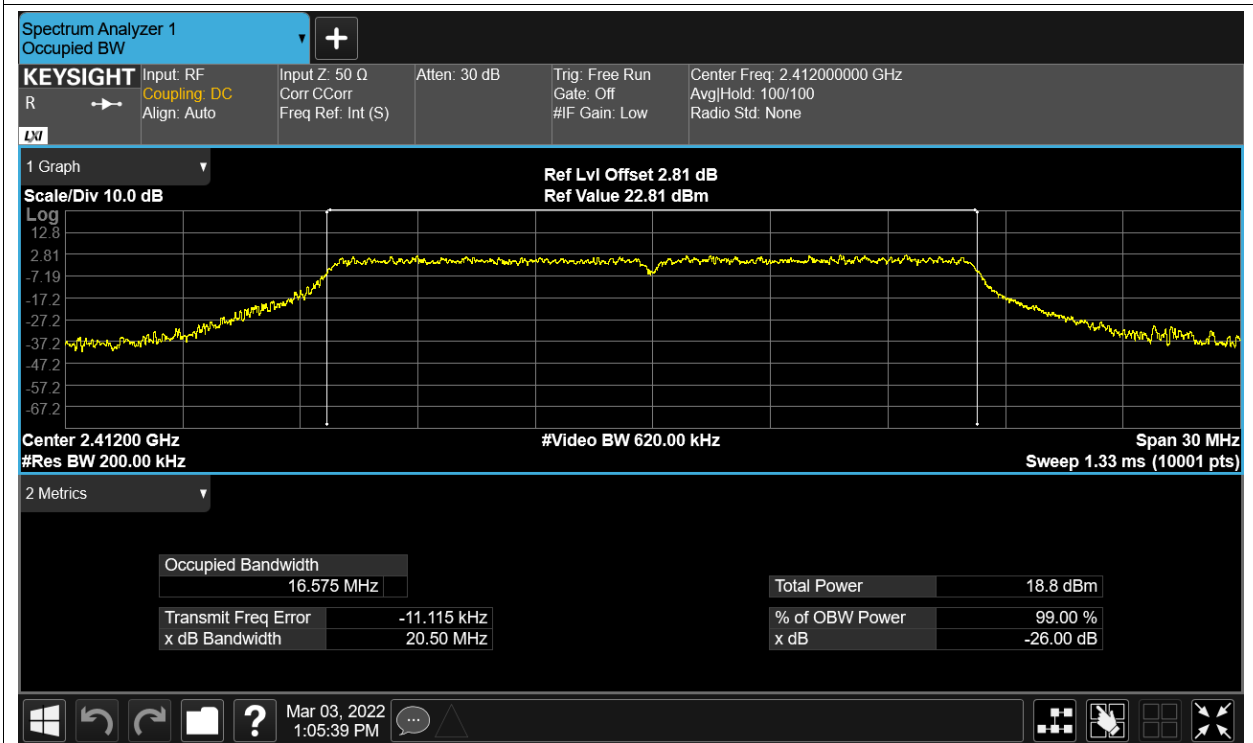 Spectrum Analyzer 1
Occupied BW
KEYSIGHT
R
LXI
Input: RF
Coupling: DC
Align: Auto
Input Z: 50 Ω
Corr CCorr
Freq Ref: Int (S)
Atten: 30 dB
Trig: Free Run
Gate: Off
#IF Gain: Low
Center Freq: 2.412000000 GHz
Avg|Hold: 100/100
Radio Std: None
1 Graph
Scale/Div 10.0 dB
Ref Lvl Offset 2.81 dB
Ref Value 22.81 dBm
Log
12.8
2.81
-7.19
-17.2
-27.2
-37.2
-47.2
-57.2
-67.2
Center 2.41200 GHz
#Res BW 200.00 kHz
#Video BW 620.00 kHz
Span 30 MHz
Sweep 1.33 ms (10001 pts)
2 Metrics
Occupied Bandwidth
16.575 MHz
Transmit Freq Error -11.115 kHz
x dB Bandwidth 20.50 MHz
Total Power 18.8 dBm
% of OBW Power 99.00 %
x dB -26.00 dB
?
Mar 03, 2022
1:05:39 PM